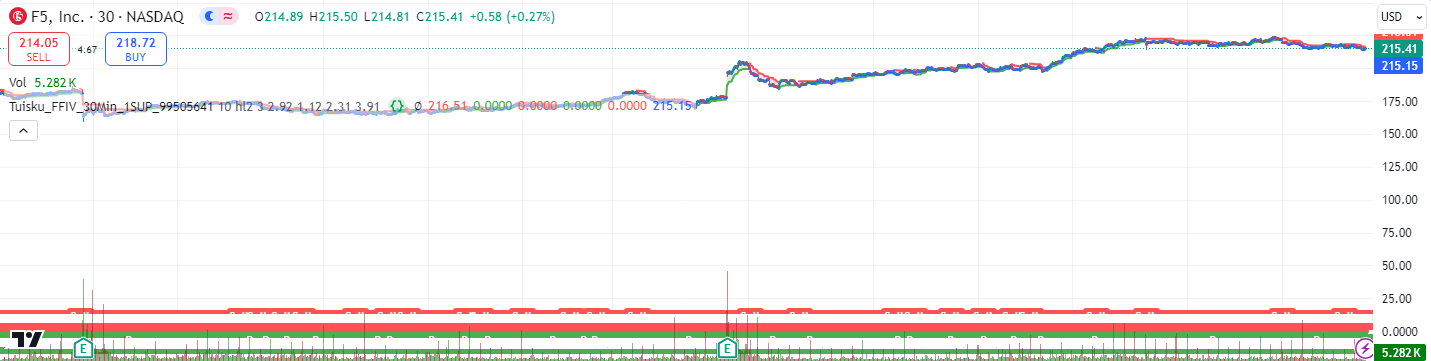 F5, Inc. · 30 · NASDAQ O214.89 H215.50 L214.81 C215.41 +0.58 (+0.27%)
USD
214.05 SELL
4.67
218.72 BUY
215.41
215.15
Vol 5.282 K
Tuisku_FFIV_30Min_1SUP_99505641 10 hl2 3 2.92 1.12 2.31 3.91 Ø 216.51 0.0000 0.0000 0.0000 0.0000 215.15
175.00
150.00
125.00
100.00
75.00
50.00
25.00
0.0000
E
E
5.282 K